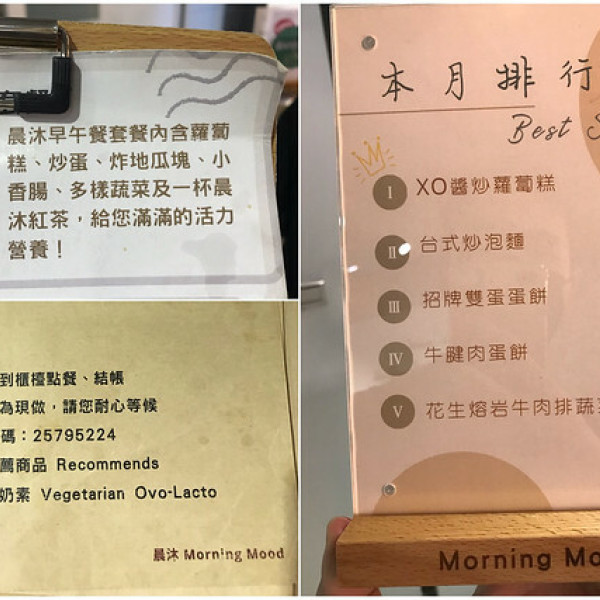 晨沐早午餐套餐內含蘿蔔
糕、炒蛋、炸地瓜塊、小
香腸、多樣蔬菜及一杯晨
沐紅茶，給您滿滿的活力
營養！
到櫃檯點餐、結帳
為現做，請您耐心等候
碼：25795224
薦商品 Recommends
奶素 Vegetarian Ovo-Lacto
晨沐 Morning Mood
本月排行
Best S
I XO醬炒蘿蔔糕
II 台式炒泡麵
III 招牌雙蛋蛋餅
IV 牛腱肉蛋餅
V 花生熔岩牛肉排蔬
Morning Mo